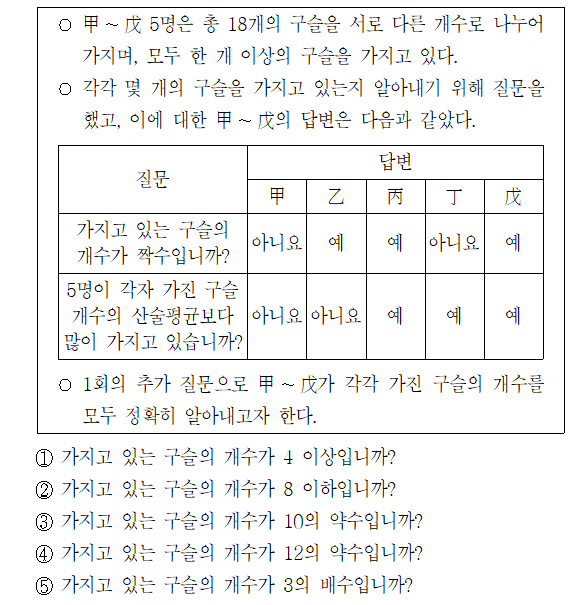 ○ 甲～戊 5명은 총 18개의 구슬을 서로 다른 개수로 나누어
가지며, 모두 한 개 이상의 구슬을 가지고 있다.
○ 각각 몇 개의 구슬을 가지고 있는지 알아내기 위해 질문을
했고, 이에 대한 甲～戊의 답변은 다음과 같았다.
질문 답변
甲 乙 丙 丁 戊
가지고 있는 구슬의
개수가 짝수입니까?
아니요 예 예 아니요 예
5명이 각자 가진 구슬
개수의 산술평균보다
많이 가지고 있습니까?
아니요 아니요 예 예 예
○ 1회의 추가 질문으로 甲～戊가 각각 가진 구슬의 개수를
모두 정확히 알아내고자 한다.
① 가지고 있는 구슬의 개수가 4 이상입니까?
② 가지고 있는 구슬의 개수가 8 이하입니까?
③ 가지고 있는 구슬의 개수가 10의 약수입니까?
④ 가지고 있는 구슬의 개수가 12의 약수입니까?
⑤ 가지고 있는 구슬의 개수가 3의 배수입니까?